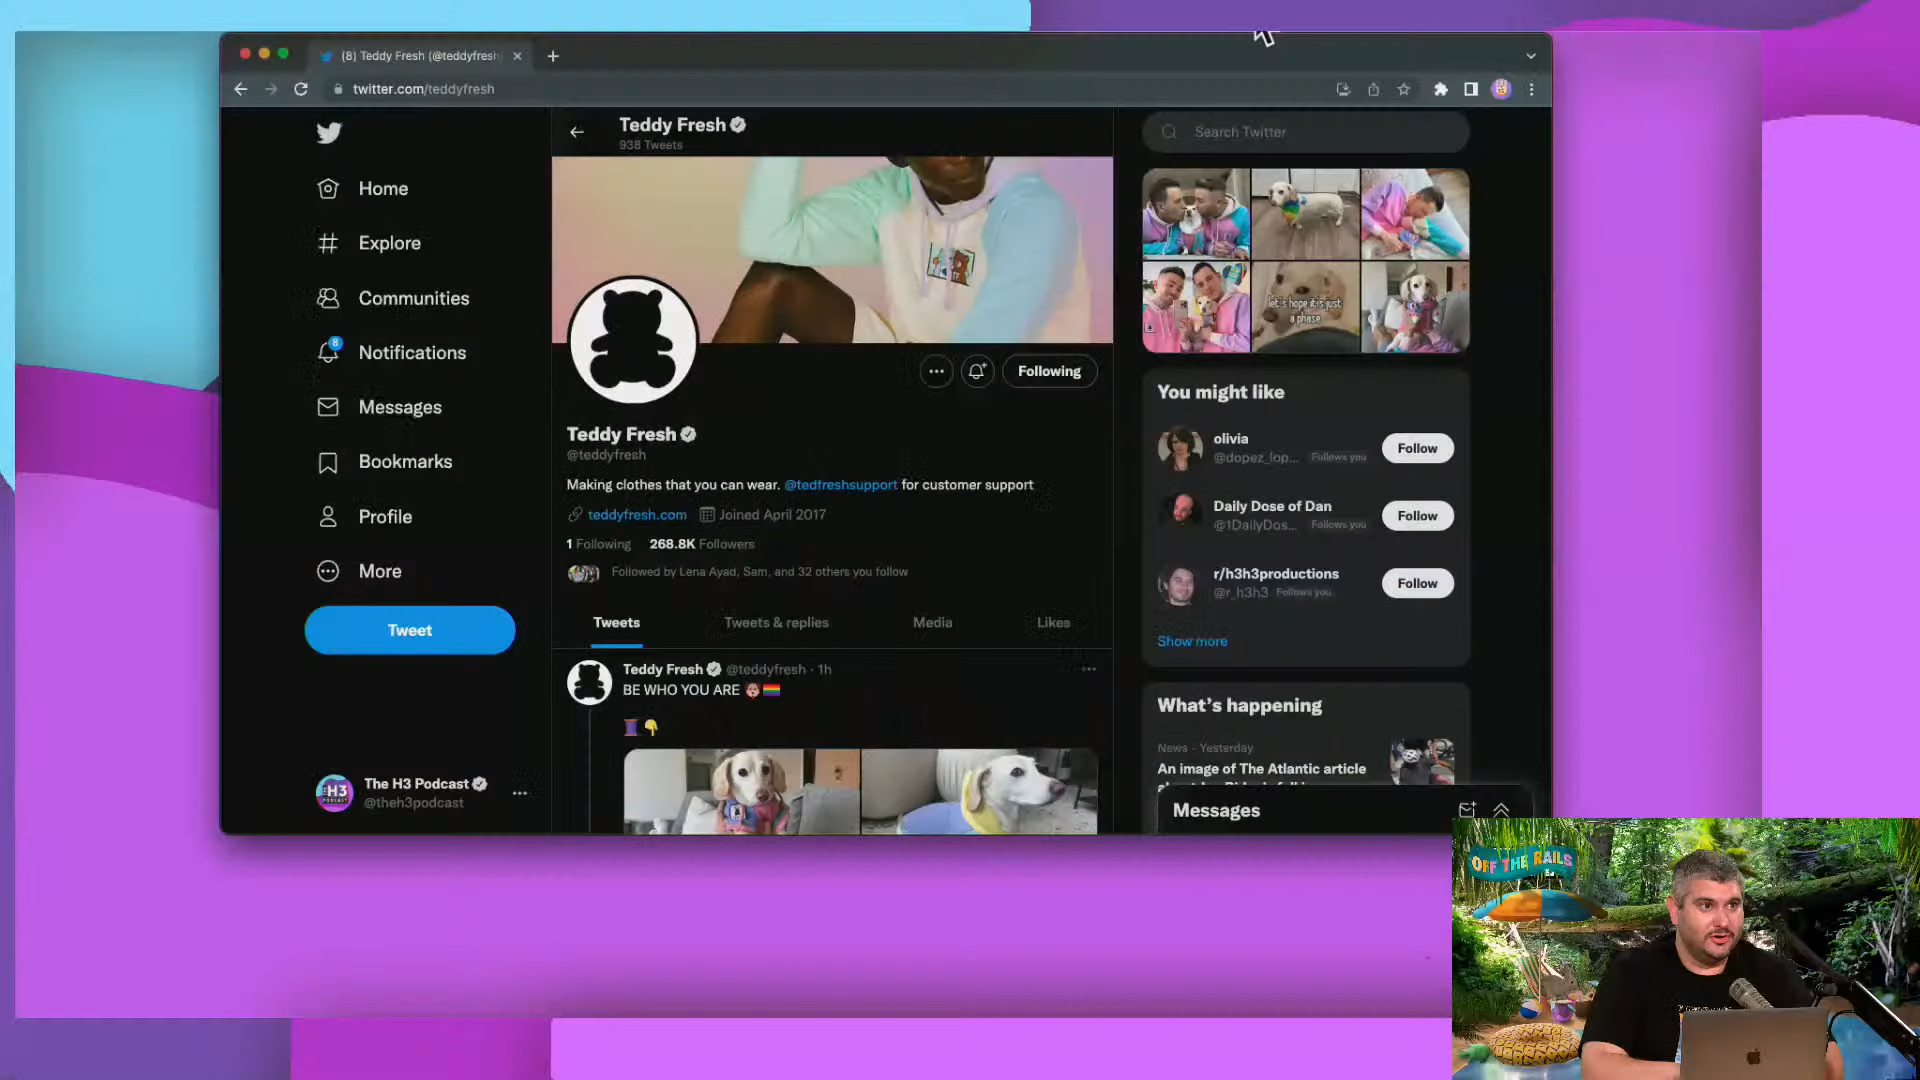 (8) Teddy Fresh (@teddyfresh
twitter.com/teddyfresh
Home
Explore
Communities
8
Notifications
Messages
Bookmarks
Profile
More
Tweet
The H3 Podcast
@theh3podcast
Teddy Fresh
938 Tweets
Following
Teddy Fresh
@teddyfresh
Making clothes that you can wear. @tedfreshsupport for customer support
teddyfresh.com Joined April 2017
1 Following 268.8K Followers
Followed by Lena Ayad, Sam, and 32 others you follow
Tweets Tweets & replies Media Likes
Teddy Fresh @teddyfresh · 1h
BE WHO YOU ARE
Search Twitter
let's hope it's just
a phase
You might like
olivia
@dopez_lop... Follows you
Follow
Daily Dose of Dan
@1DailyDos... Follows you
Follow
r/h3h3productions
@r_h3h3 Follows you
Follow
Show more
What's happening
News · Yesterday
An image of The Atlantic article
Messages
H3
PODCAST
OFF THE RAILS